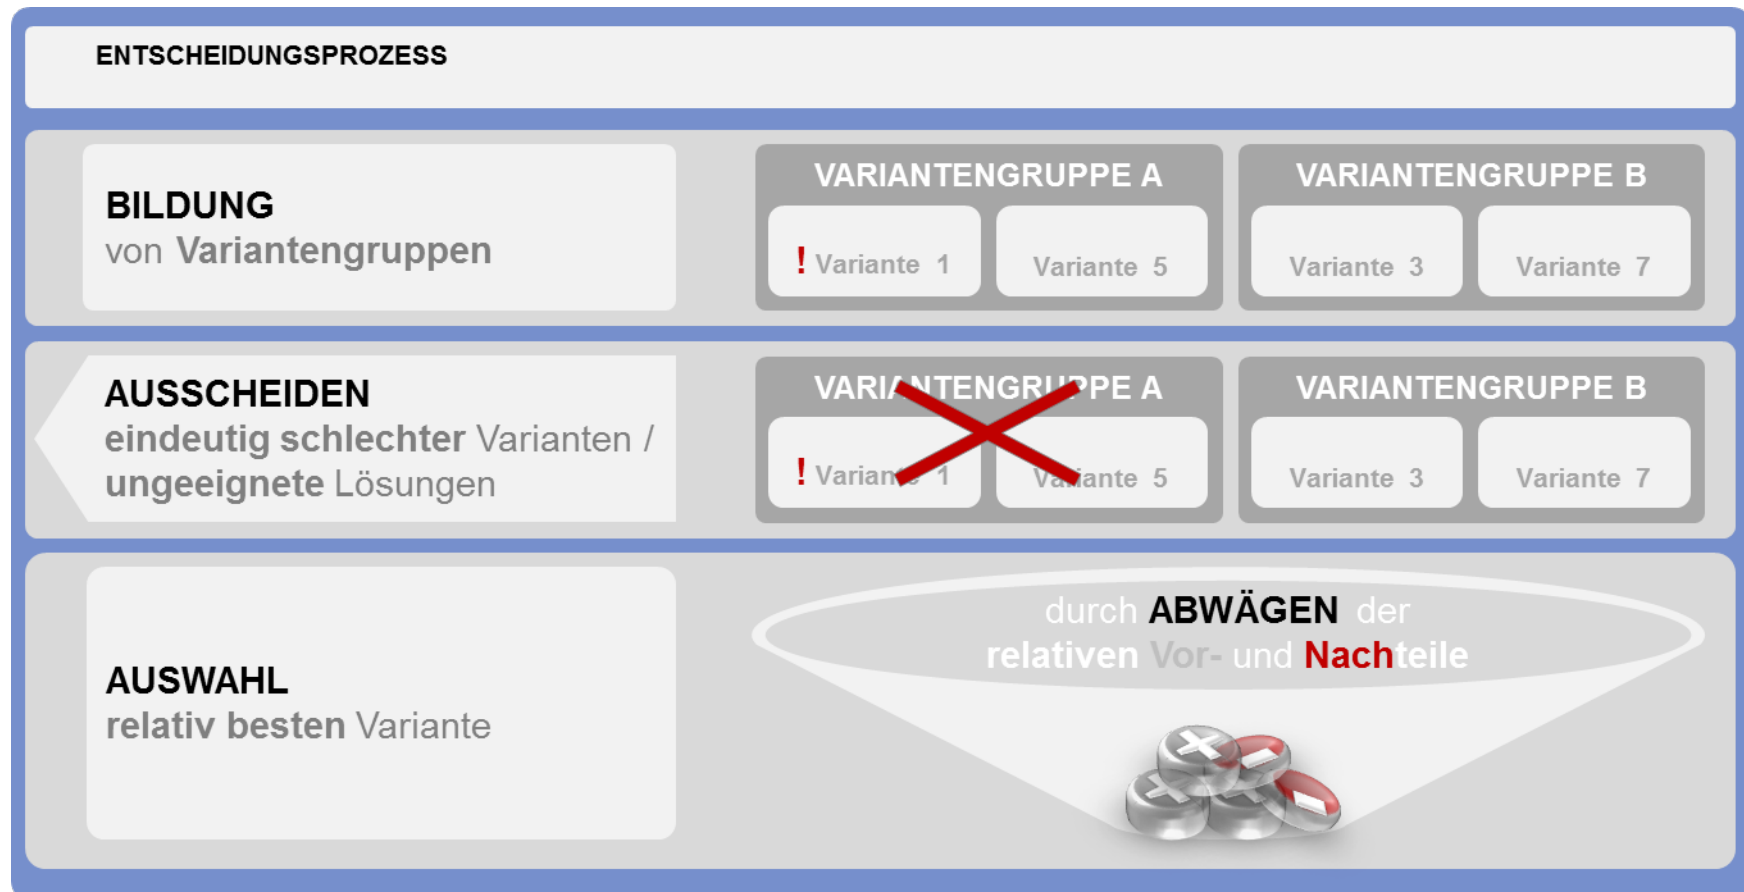 ENTSCHEIDUNGSPROZESS
BILDUNG
von Variantengruppen
VARIANTENGRUPPE A
! Variante 1
Variante 5
VARIANTENGRUPPE B
Variante 3
Variante 7
AUSSCHEIDEN
eindeutig schlechter Varianten /
ungeeignete Lösungen
VARIANTENGRUPPE A
! Variante 1
Variante 5
VARIANTENGRUPPE B
Variante 3
Variante 7
AUSWAHL
relativ besten Variante
durch ABWÄGEN der
relativen Vor- und Nachteile